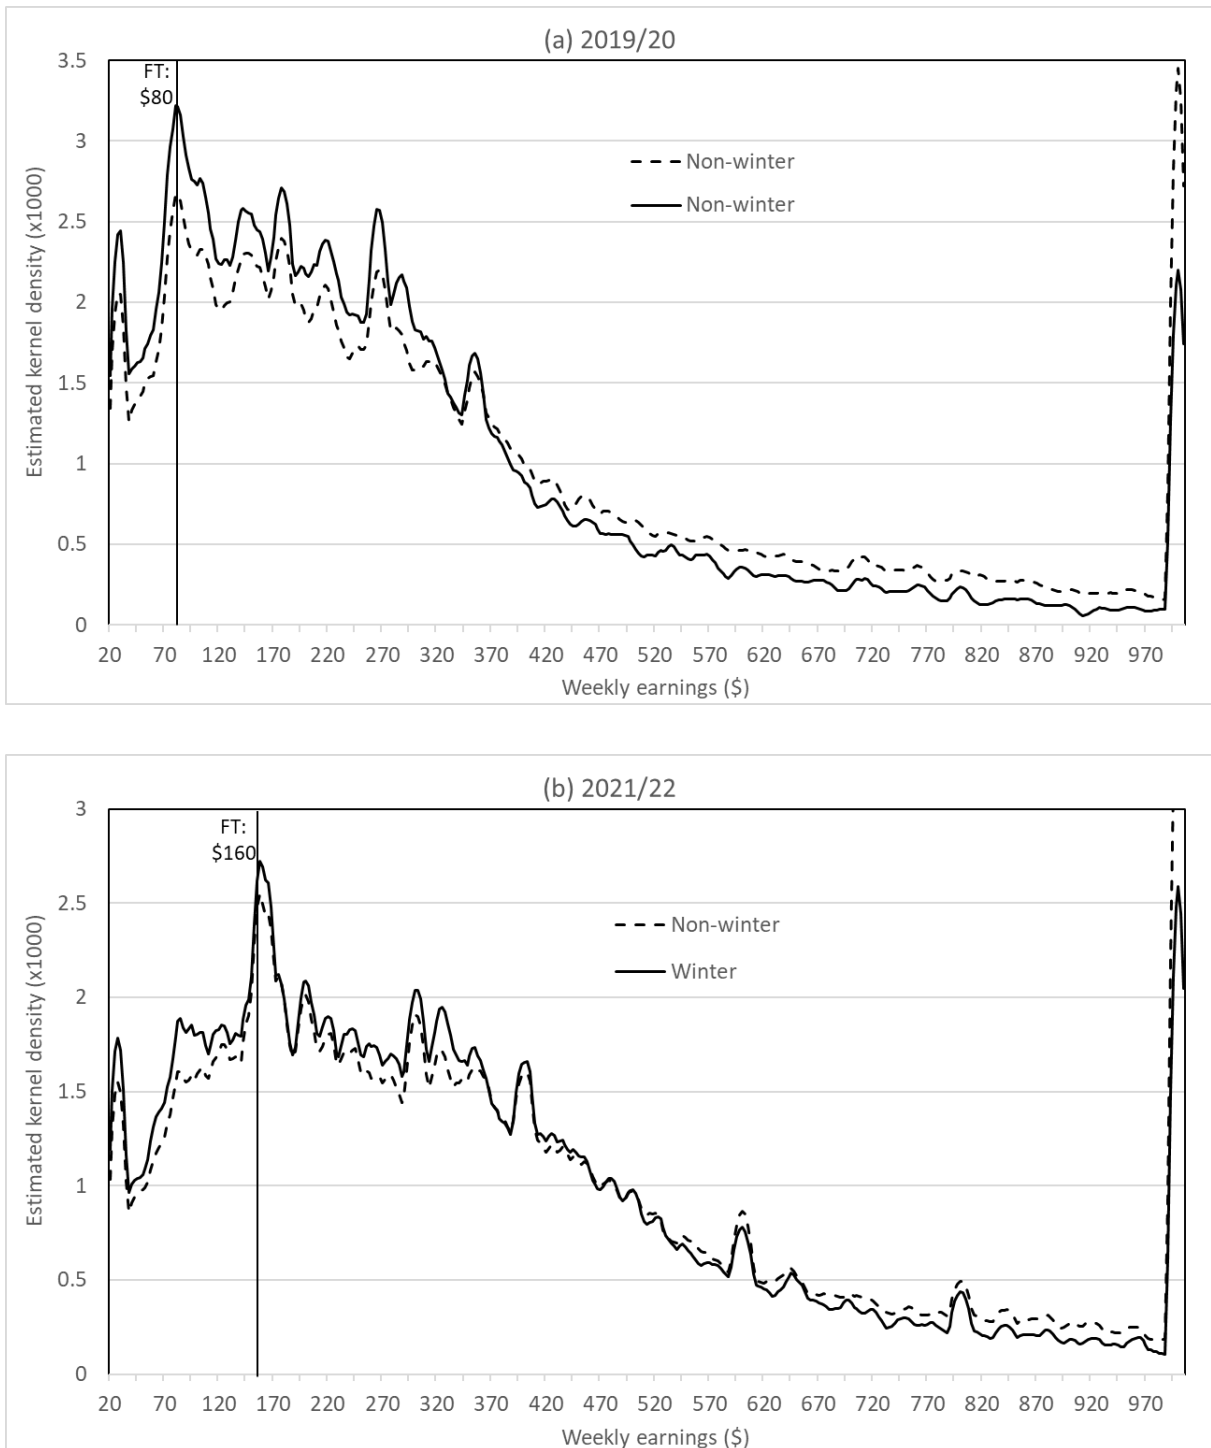 (a) 2019/20
3.5
FT:
$80
3
Non-winter
2.5
Non-winter
2
1.5
1
0.5
0
Estimated kernel density (x1000)
20 70 120 170 220 270 320 370 420 470 520 570 620 670 720 770 820 870 920 970
Weekly earnings ($)
(b) 2021/22
3
FT:
$160
2.5
Non-winter
Winter
2
1.5
1
0.5
0
Estimated kernel density (x1000)
20 70 120 170 220 270 320 370 420 470 520 570 620 670 720 770 820 870 920 970
Weekly earnings ($)